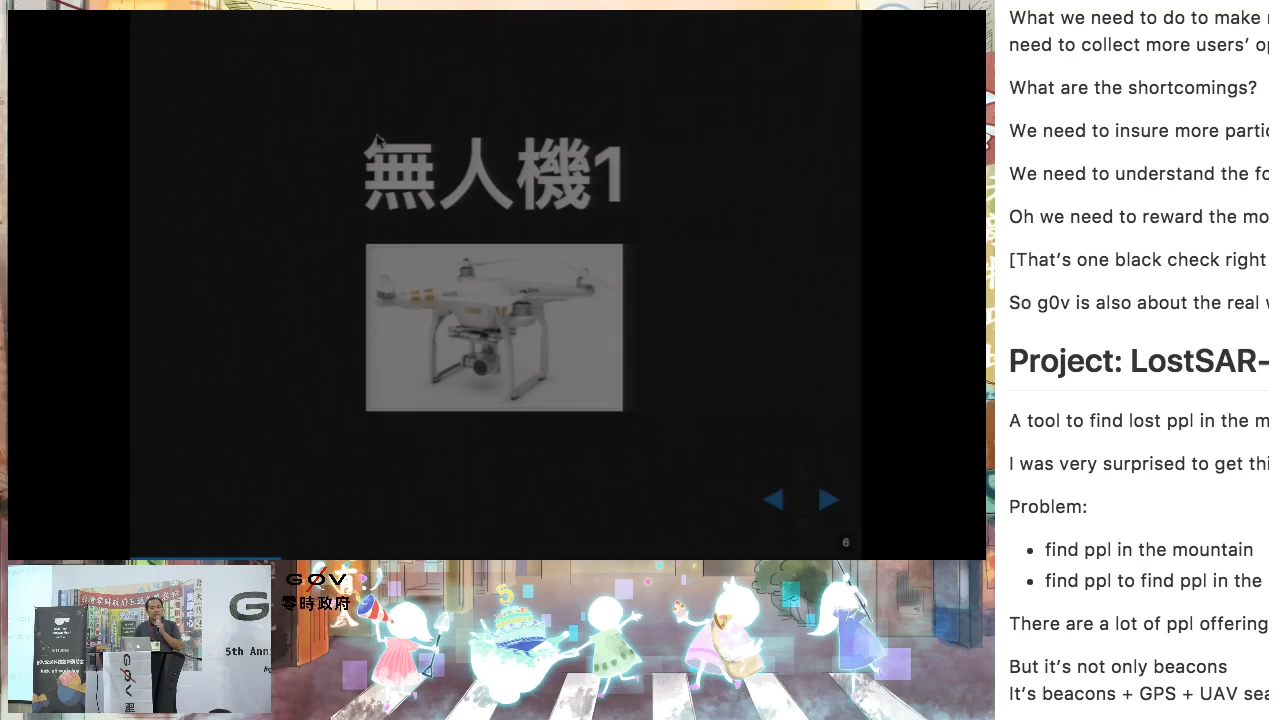 無人機1
6
GØV
零時政府
5
G
5th Ann
What we need to do to make
need to collect more users’ o
What are the shortcomings?
We need to insure more partic
We need to understand the fo
Oh we need to reward the mo
[That’s one black check right
So g0v is also about the real
Project: LostSAR-
A tool to find lost ppl in the m
I was very surprised to get thi
Problem:
• find ppl in the mountain
• find ppl to find ppl in the
There are a lot of ppl offering
But it’s not only beacons
It’s beacons + GPS + UAV sea